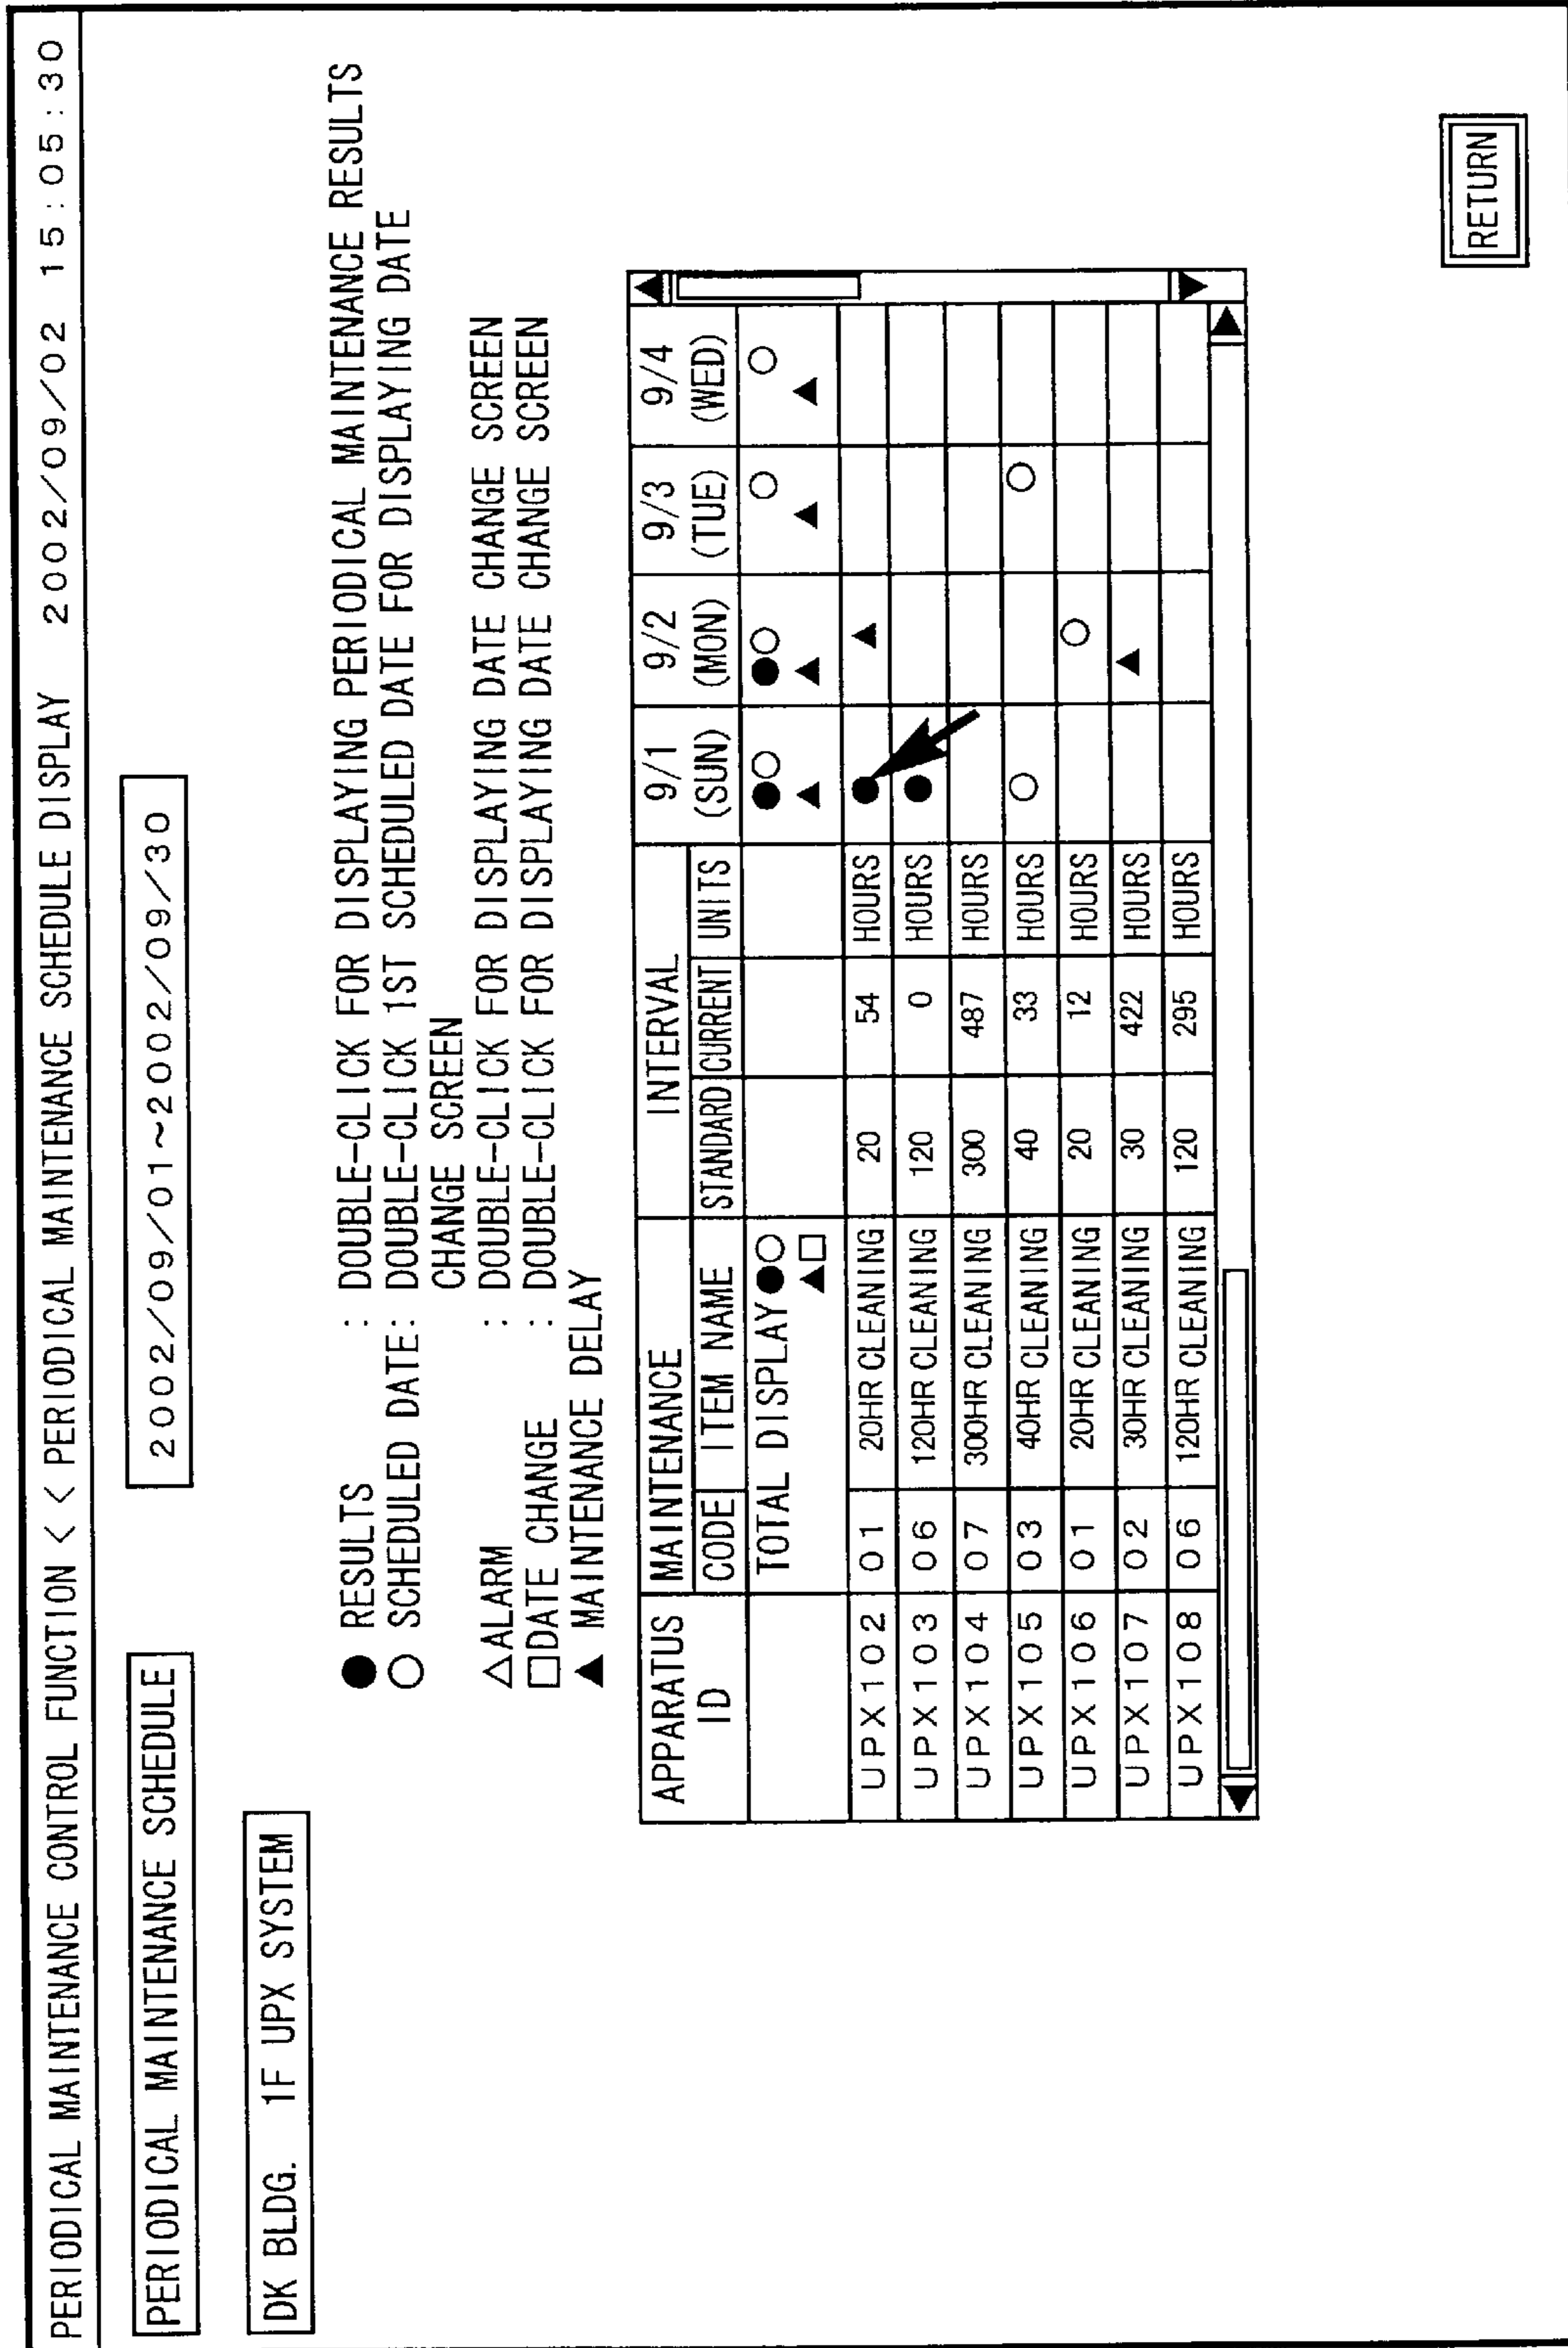 PERIODICAL MAINTENANCE CONTROL FUNCTION < < PERIODICAL MAINTENANCE SCHEDULE DISPLAY 2002/09/02 15:05:30
PERIODICAL MAINTENANCE SCHEDULE
2002/09/01~2002/09/30
DK BLDG. 1F UPX SYSTEM
● RESULTS : DOUBLE-CLICK FOR DISPLAYING PERIODICAL MAINTENANCE RESULTS
○ SCHEDULED DATE: DOUBLE-CLICK 1ST SCHEDULED DATE FOR DISPLAYING DATE
CHANGE SCREEN
△ALARM : DOUBLE-CLICK FOR DISPLAYING DATE CHANGE SCREEN
□DATE CHANGE : DOUBLE-CLICK FOR DISPLAYING DATE CHANGE SCREEN
▲ MAINTENANCE DELAY
APPARATUS ID MAINTENANCE INTERVAL 9/1 (SUN) 9/2 (MON) 9/3 (TUE) 9/4 (WED)
CODE ITEM NAME STANDARD CURRENT UNITS
TOTAL DISPLAY ●○ ●○ ●○ ○ ○
▲□ ▲ ▲ ▲ ▲
UPX102 01 20HR CLEANING 20 54 HOURS ● ▲
UPX103 06 120HR CLEANING 120 0 HOURS ●
UPX104 07 300HR CLEANING 300 487 HOURS
UPX105 03 40HR CLEANING 40 33 HOURS ○ ○
UPX106 01 20HR CLEANING 20 12 HOURS ○
UPX107 02 30HR CLEANING 30 422 HOURS ▲
UPX108 06 120HR CLEANING 120 295 HOURS
RETURN